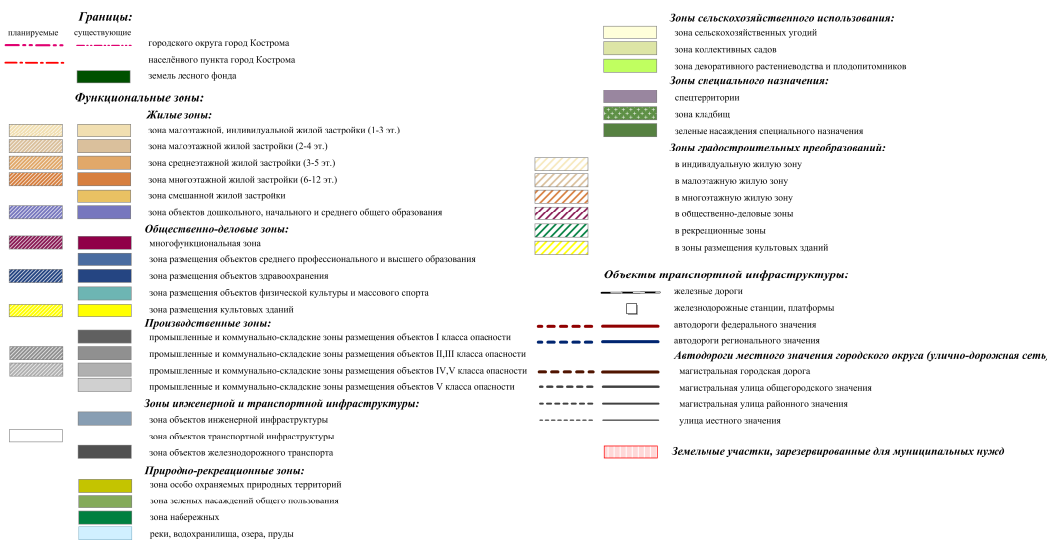 Границы:
планируемые существующие
городского округа город Кострома
населённого пункта город Кострома
земель лесного фонда
Функциональные зоны:
Жилые зоны:
зона малоэтажной, индивидуальной жилой застройки (1-3 эт.)
зона малоэтажной жилой застройки (2-4 эт.)
зона среднеэтажной жилой застройки (3-5 эт.)
зона многоэтажной жилой застройки (6-12 эт.)
зона смешанной жилой застройки
зона объектов дошкольного, начального и среднего общего образования
Общественно-деловые зоны:
многофункциональная зона
зона размещения объектов среднего профессионального и высшего образования
зона размещения объектов здравоохранения
зона размещения объектов физической культуры и массового спорта
зона размещения культовых зданий
Производственные зоны:
промышленные и коммунально-складские зоны размещения объектов I класса опасности
промышленные и коммунально-складские зоны размещения объектов II,III класса опасности
промышленные и коммунально-складские зоны размещения объектов IV,V класса опасности
промышленные и коммунально-складские зоны размещения объектов V класса опасности
Зоны инженерной и транспортной инфраструктуры:
зона объектов инженерной инфраструктуры
зона объектов транспортной инфраструктуры
зона объектов железнодорожного транспорта
Природно-рекреационные зоны:
зона особо охраняемых природных территорий
зона зеленых насаждений общего пользования
зона набережных
реки, водохранилища, озера, пруды
Зоны сельскохозяйственного использования:
зона сельскохозяйственных угодий
зона коллективных садов
зона декоративного растениеводства и плодопитомников
Зоны специального назначения:
спецтерритории
зона кладбищ
зеленые насаждения специального назначения
Зоны градостроительных преобразований:
в индивидуальную жилую зону
в малоэтажную жилую зону
в многоэтажную жилую зону
в общественно-деловые зоны
в рекреционные зоны
в зоны размещения культовых зданий
Объекты транспортной инфраструктуры:
железные дороги
железнодорожные станции, платформы
автодороги федерального значения
автодороги регионального значения
Автодороги местного значения городского округа (улично-дорожная сеть)
магистральная городская дорога
магистральная улица общегородского значения
магистральная улица районного значения
улица местного значения
Земельные участки, зарезервированные для муниципальных нужд